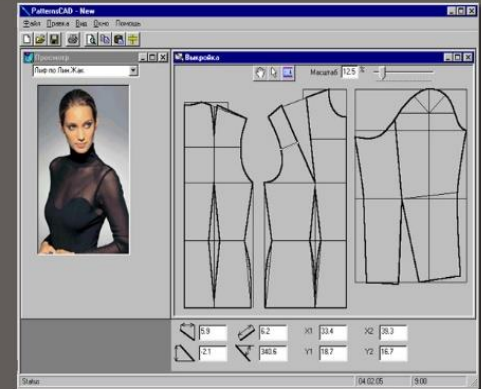 PatternsCAD - New
Файл Правка Вид Окно Помощь
Просмотр
Лиф по Лин.Жак.
Выкройка
Масштаб 12.5 %
5.9 6.2 X1 33.4 X2 39.3
-2.1 340.6 Y1 18.7 Y2 16.7
Status 04.02.05 9:00